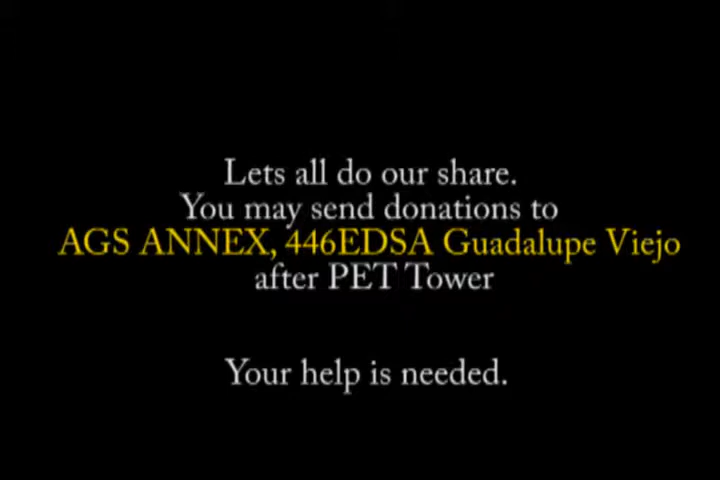 Lets all do our share.
You may send donations to
AGS ANNEX, 446EDSA Guadalupe Viejo
after PET Tower
Your help is needed.